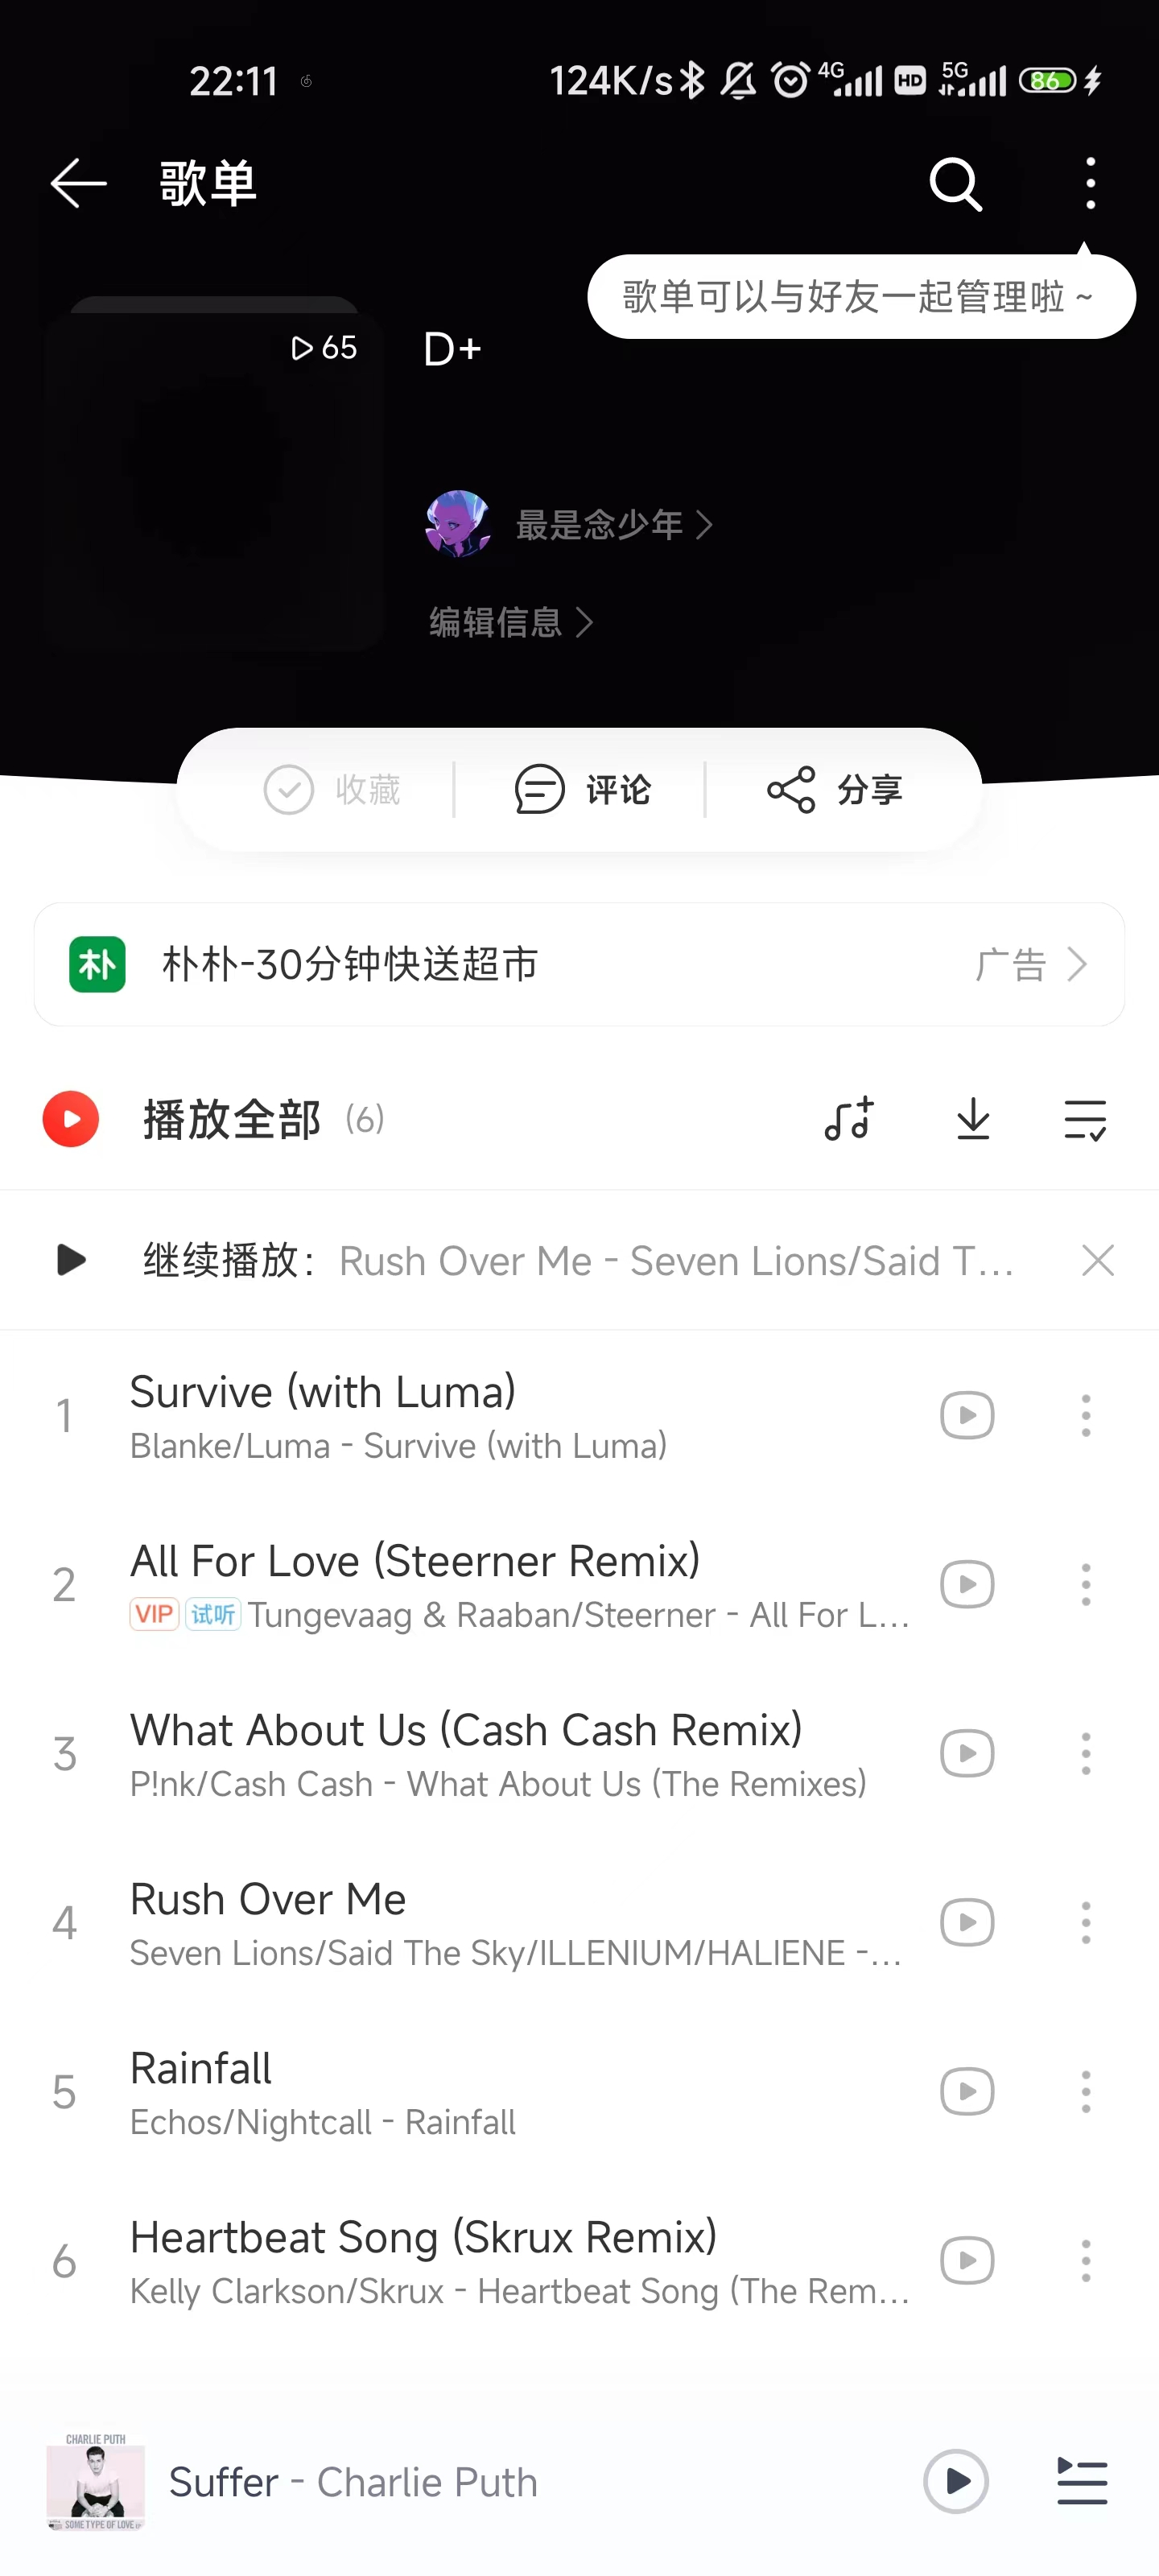 22:11 124K/s 4G HD 5G 86
歌单
歌单可以与好友一起管理啦 ~
65
D+
最是念少年
编辑信息
收藏 评论 分享
朴 朴朴-30分钟快送超市 广告
播放全部 (6)
继续播放： Rush Over Me - Seven Lions/Said T...
1 Survive (with Luma)
Blanke/Luma - Survive (with Luma)
2 All For Love (Steerner Remix)
VIP 试听 Tungevaag & Raaban/Steerner - All For L...
3 What About Us (Cash Cash Remix)
P!nk/Cash Cash - What About Us (The Remixes)
4 Rush Over Me
Seven Lions/Said The Sky/ILLENIUM/HALIENE -...
5 Rainfall
Echos/Nightcall - Rainfall
6 Heartbeat Song (Skrux Remix)
Kelly Clarkson/Skrux - Heartbeat Song (The Rem...
CHARLIE PUTH
SOME TYPE OF LOVE
Suffer - Charlie Puth